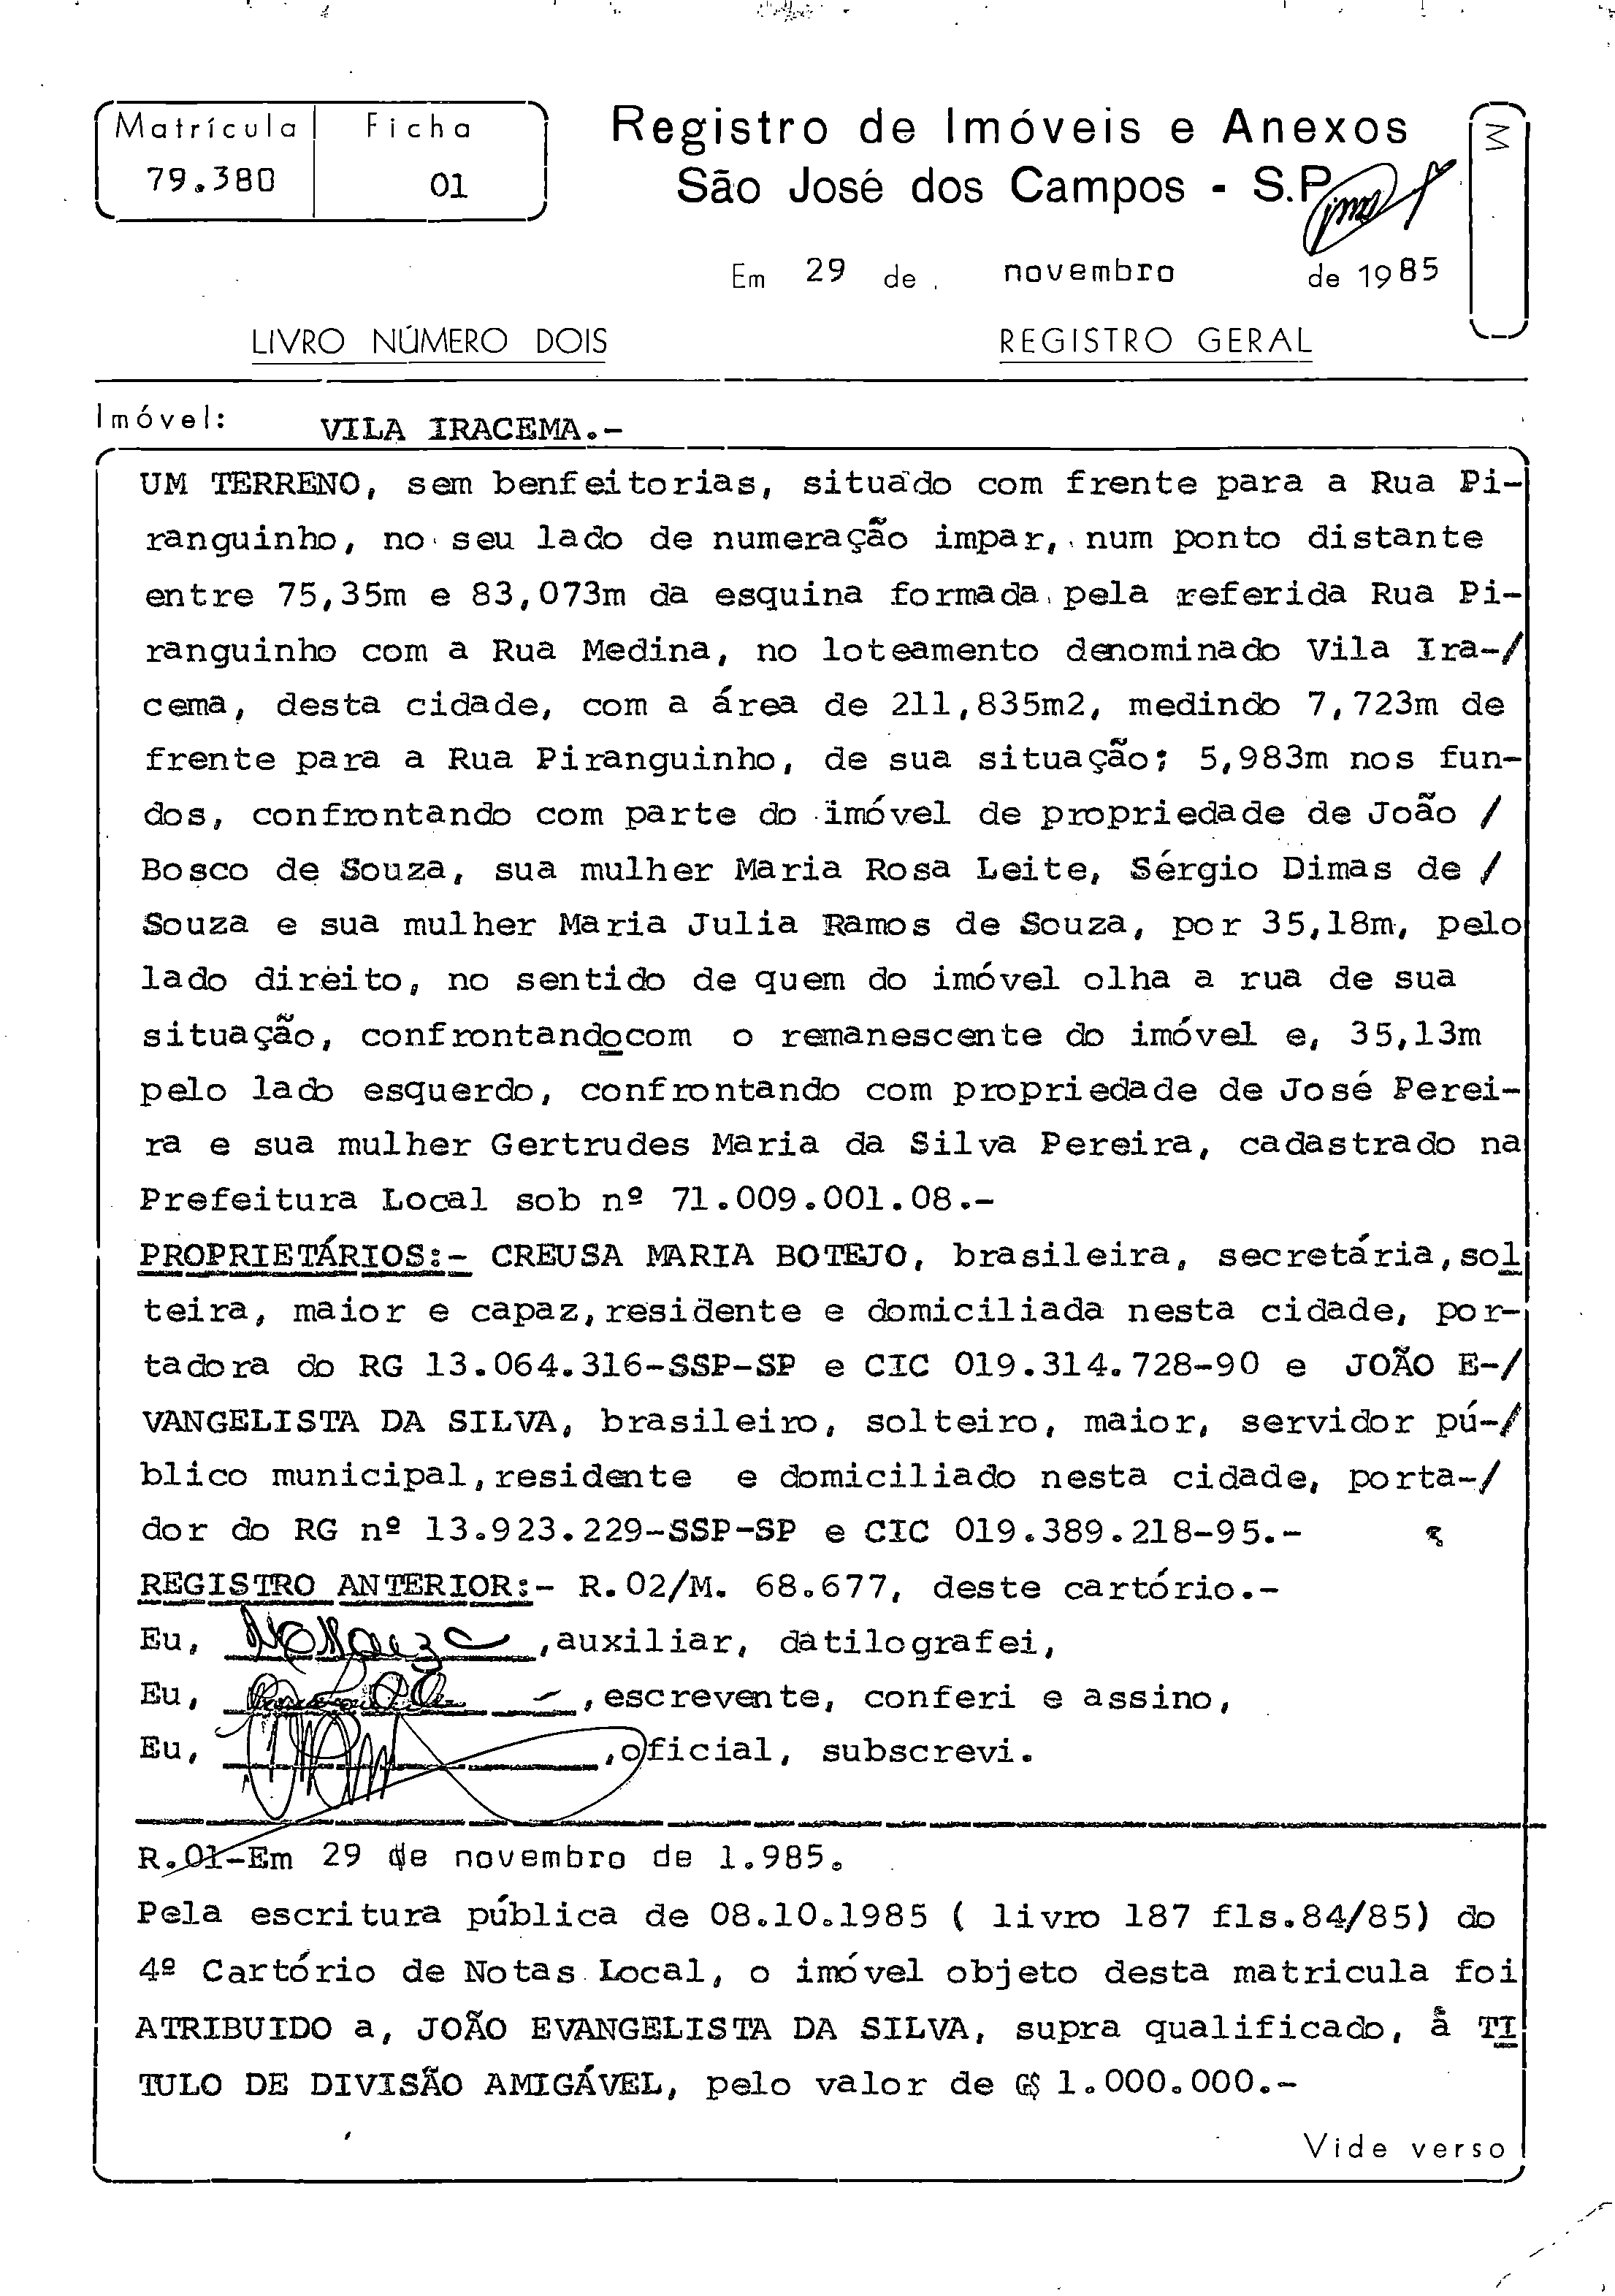 Matrícula Ficha
79.380 01
Registro de Imóveis e Anexos
São José dos Campos - S.P.
M
Em 29 de novembro de 1985
LIVRO NÚMERO DOIS REGISTRO GERAL
Imóvel: VILA IRACEMA.-
UM TERRENO, sem benfeitorias, situado com frente para a Rua Pi-
ranguinho, no seu lado de numeração impar, num ponto distante
entre 75,35m e 83,073m da esquina formada pela referida Rua Pi-
ranguinho com a Rua Medina, no loteamento denominado Vila Ira-/
cema, desta cidade, com a área de 211,835m2, medindo 7,723m de
frente para a Rua Piranguinho, de sua situação; 5,983m nos fun-
dos, confrontando com parte do imóvel de propriedade de João /
Bosco de Souza, sua mulher Maria Rosa Leite, Sérgio Dimas de /
Souza e sua mulher Maria Julia Ramos de Souza, por 35,18m, pelo
lado direito, no sentido de quem do imóvel olha a rua de sua
situação, confrontandocom o remanescente do imóvel e, 35,13m
pelo lado esquerdo, confrontando com propriedade de José Perei-
ra e sua mulher Gertrudes Maria da Silva Pereira, cadastrado na
Prefeitura Local sob nº 71.009.001.08.-
PROPRIETÁRIOS:- CREUSA MARIA BOTEJO, brasileira, secretária,sol
teira, maior e capaz,residente e domiciliada nesta cidade, por-
tadora do RG 13.064.316-SSP-SP e CIC 019.314.728-90 e JOÃO E-/
VANGELISTA DA SILVA, brasileiro, solteiro, maior, servidor pú-/
blico municipal,residente e domiciliado nesta cidade, porta-/
dor do RG nº 13.923.229-SSP-SP e CIC 019.389.218-95.-
REGISTRO ANTERIOR:- R.02/M. 68.677, deste cartório.-
Eu, ,auxiliar, datilografei,
Eu, ,escrevente, conferi e assino,
Eu, ,oficial, subscrevi.
R.01-Em 29 de novembro de 1.985.
Pela escritura pública de 08.10.1985 ( livro 187 fls.84/85) do
4º Cartório de Notas Local, o imóvel objeto desta matricula foi
ATRIBUIDO a, JOÃO EVANGELISTA DA SILVA, supra qualificado, à TI
TULO DE DIVISÃO AMIGÁVEL, pelo valor de Cr$ 1.000.000.-
Vide verso